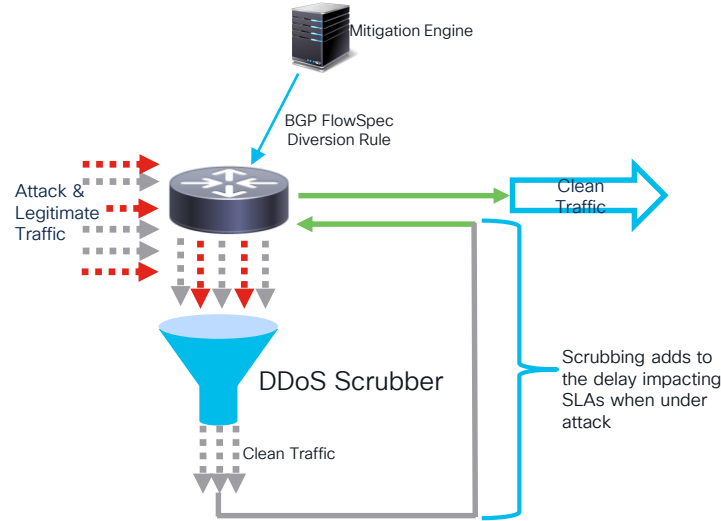 Mitigation Engine
BGP FlowSpec
Diversion Rule
Attack &
Legitimate
Traffic
Clean
Traffic
DDoS Scrubber
Scrubbing adds to
the delay impacting
SLAs when under
attack
Clean Traffic